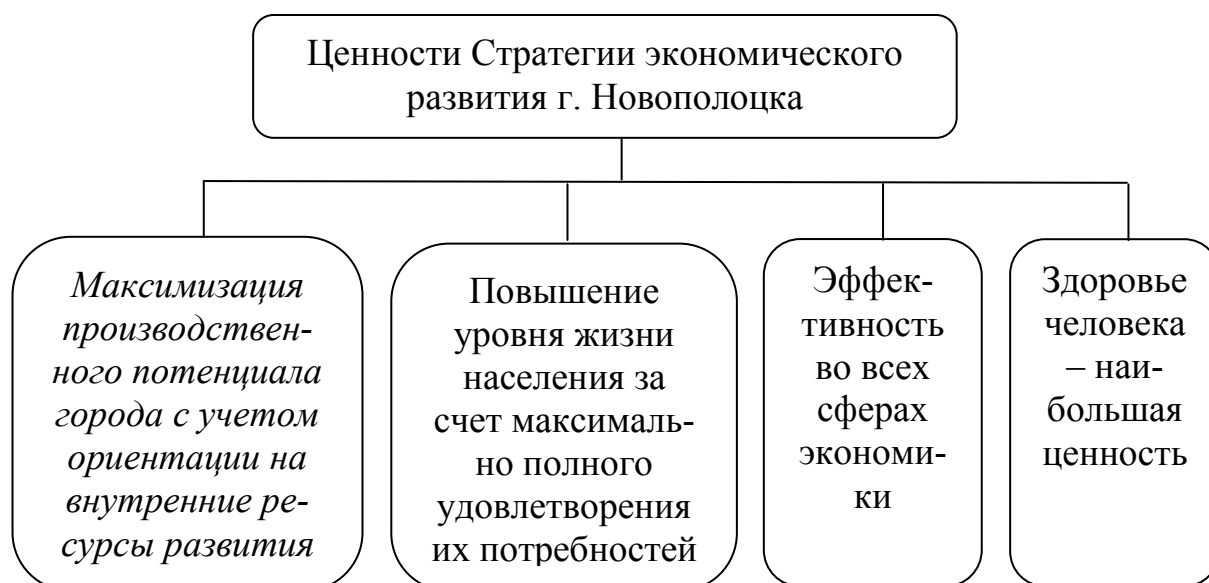 Ценности Стратегии экономического
развития г. Новополоцка
Максимизация
производствен-
ного потенциала
города с учетом
ориентации на
внутренние ре-
сурсы развития
Повышение
уровня жизни
населения за
счет максималь-
но полного
удовлетворения
их потребностей
Эффек-
тивность
во всех
сферах
экономи-
ки
Здоровье
человека
– наи-
большая
ценность